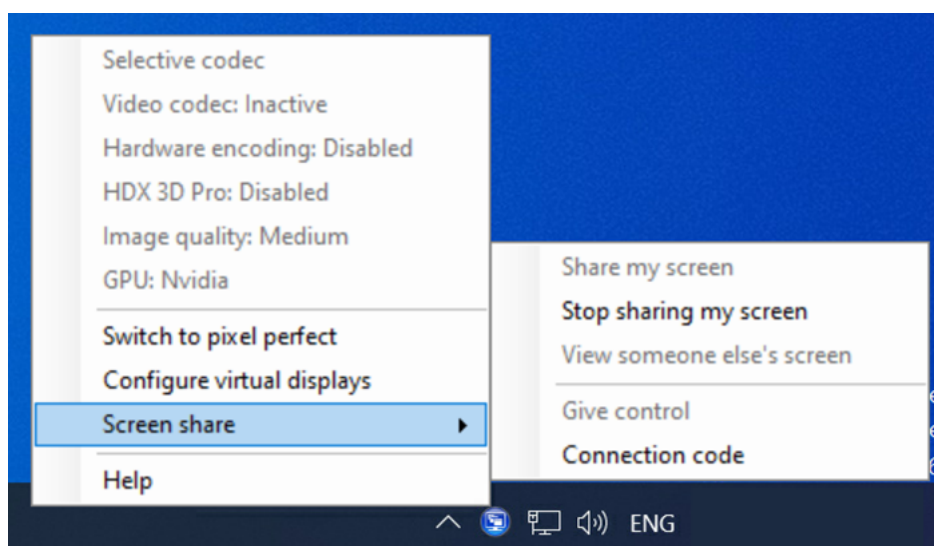 Selective codec
Video codec: Inactive
Hardware encoding: Disabled
HDX 3D Pro: Disabled
Image quality: Medium
GPU: Nvidia
Switch to pixel perfect
Configure virtual displays
Screen share
Help
Share my screen
Stop sharing my screen
View someone else's screen
Give control
Connection code
ENG